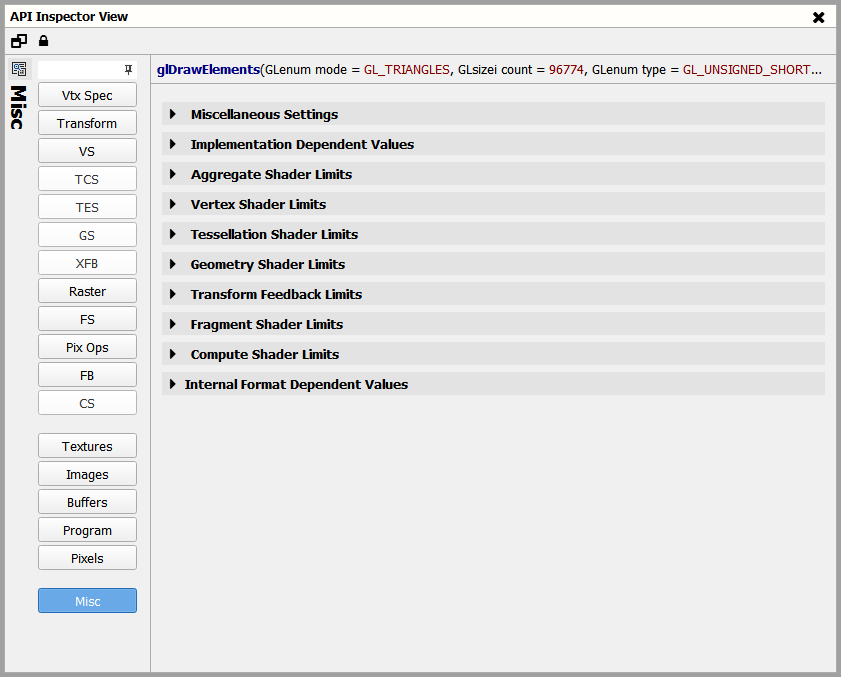 API Inspector View
Misc
glDrawElements(GLenum mode = GL_TRIANGLES, GLsizei count = 96774, GLenum type = GL_UNSIGNED_SHORT...
Vtx Spec
Transform
VS
TCS
TES
GS
XFB
Raster
FS
Pix Ops
FB
CS
Textures
Images
Buffers
Program
Pixels
Misc
Miscellaneous Settings
Implementation Dependent Values
Aggregate Shader Limits
Vertex Shader Limits
Tessellation Shader Limits
Geometry Shader Limits
Transform Feedback Limits
Fragment Shader Limits
Compute Shader Limits
Internal Format Dependent Values